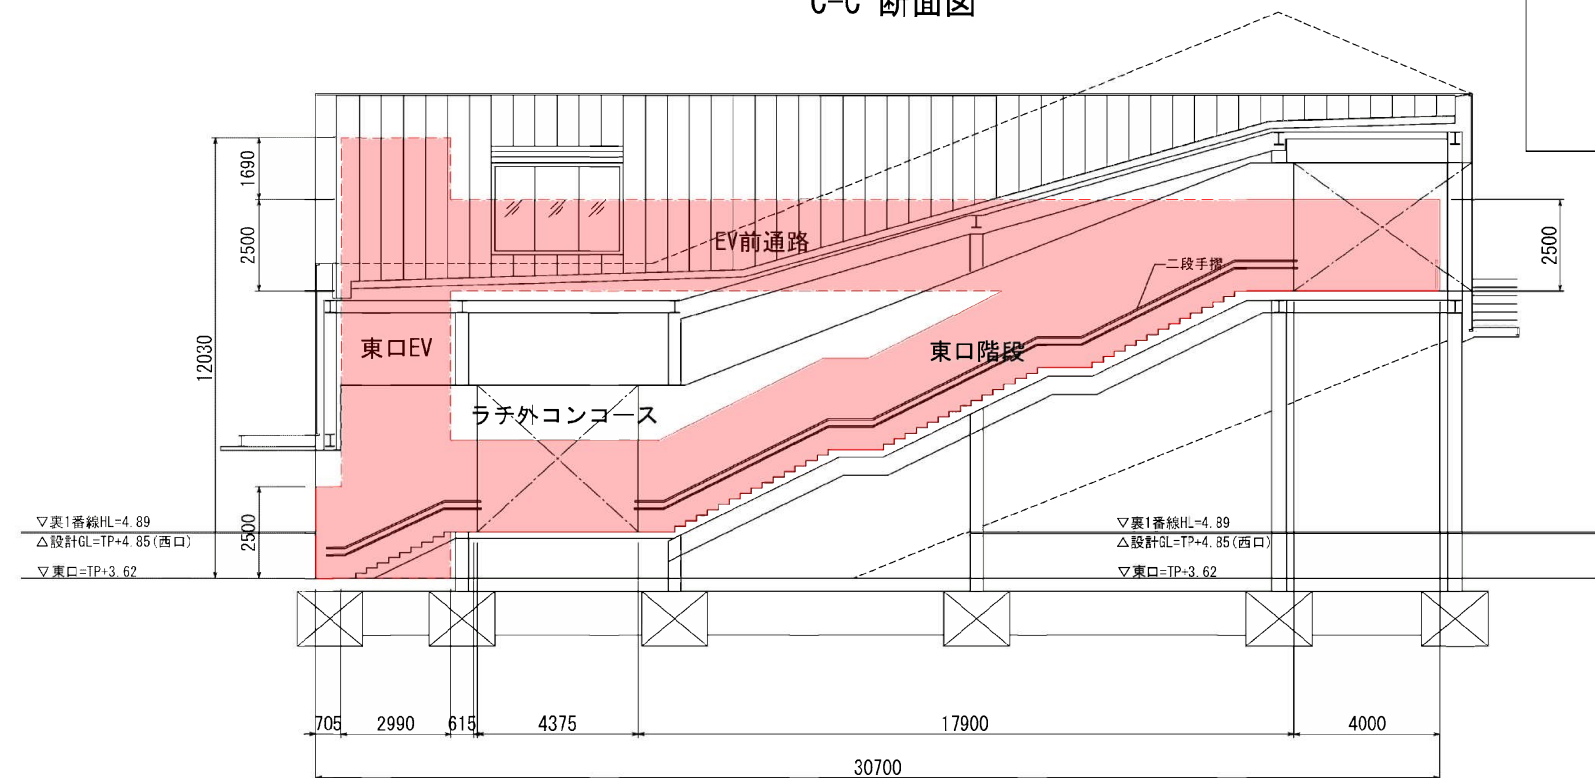 C-C 断面図
1690
2500
12030
2500
2500
EV前通路
二段手摺
東口EV
東口階段
ラチ外コンコース
▽裏1番線HL=4.89
△設計GL=TP+4.85(西口)
▽東口=TP+3.62
▽裏1番線HL=4.89
△設計GL=TP+4.85(西口)
▽東口=TP+3.62
705
2990
615
4375
17900
4000
30700